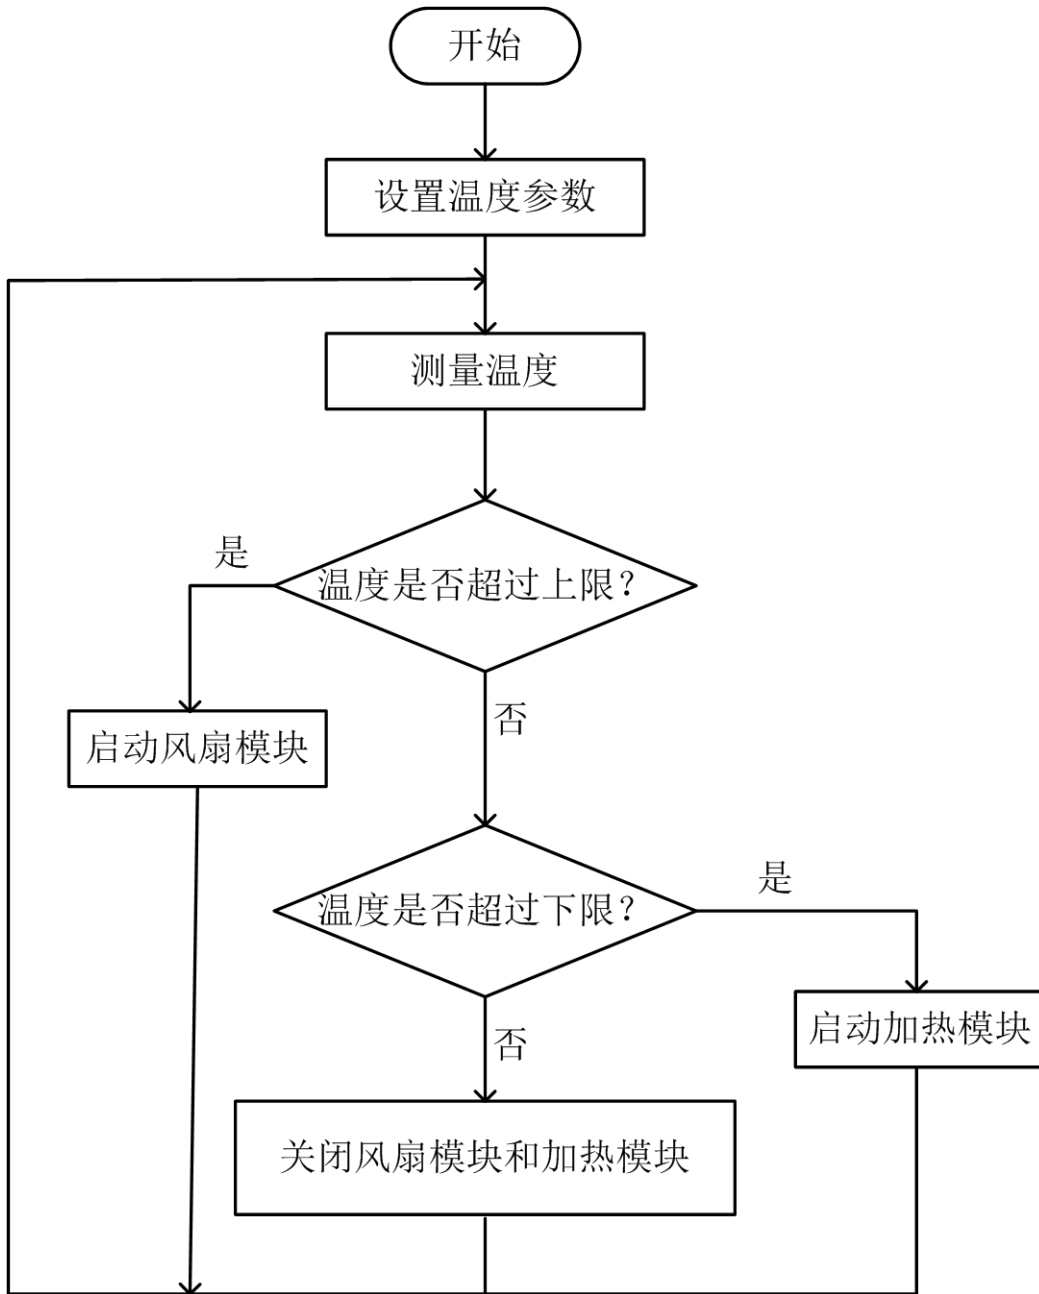 开始
设置温度参数
测量温度
是
温度是否超过上限?
否
启动风扇模块
是
温度是否超过下限?
否
启动加热模块
关闭风扇模块和加热模块